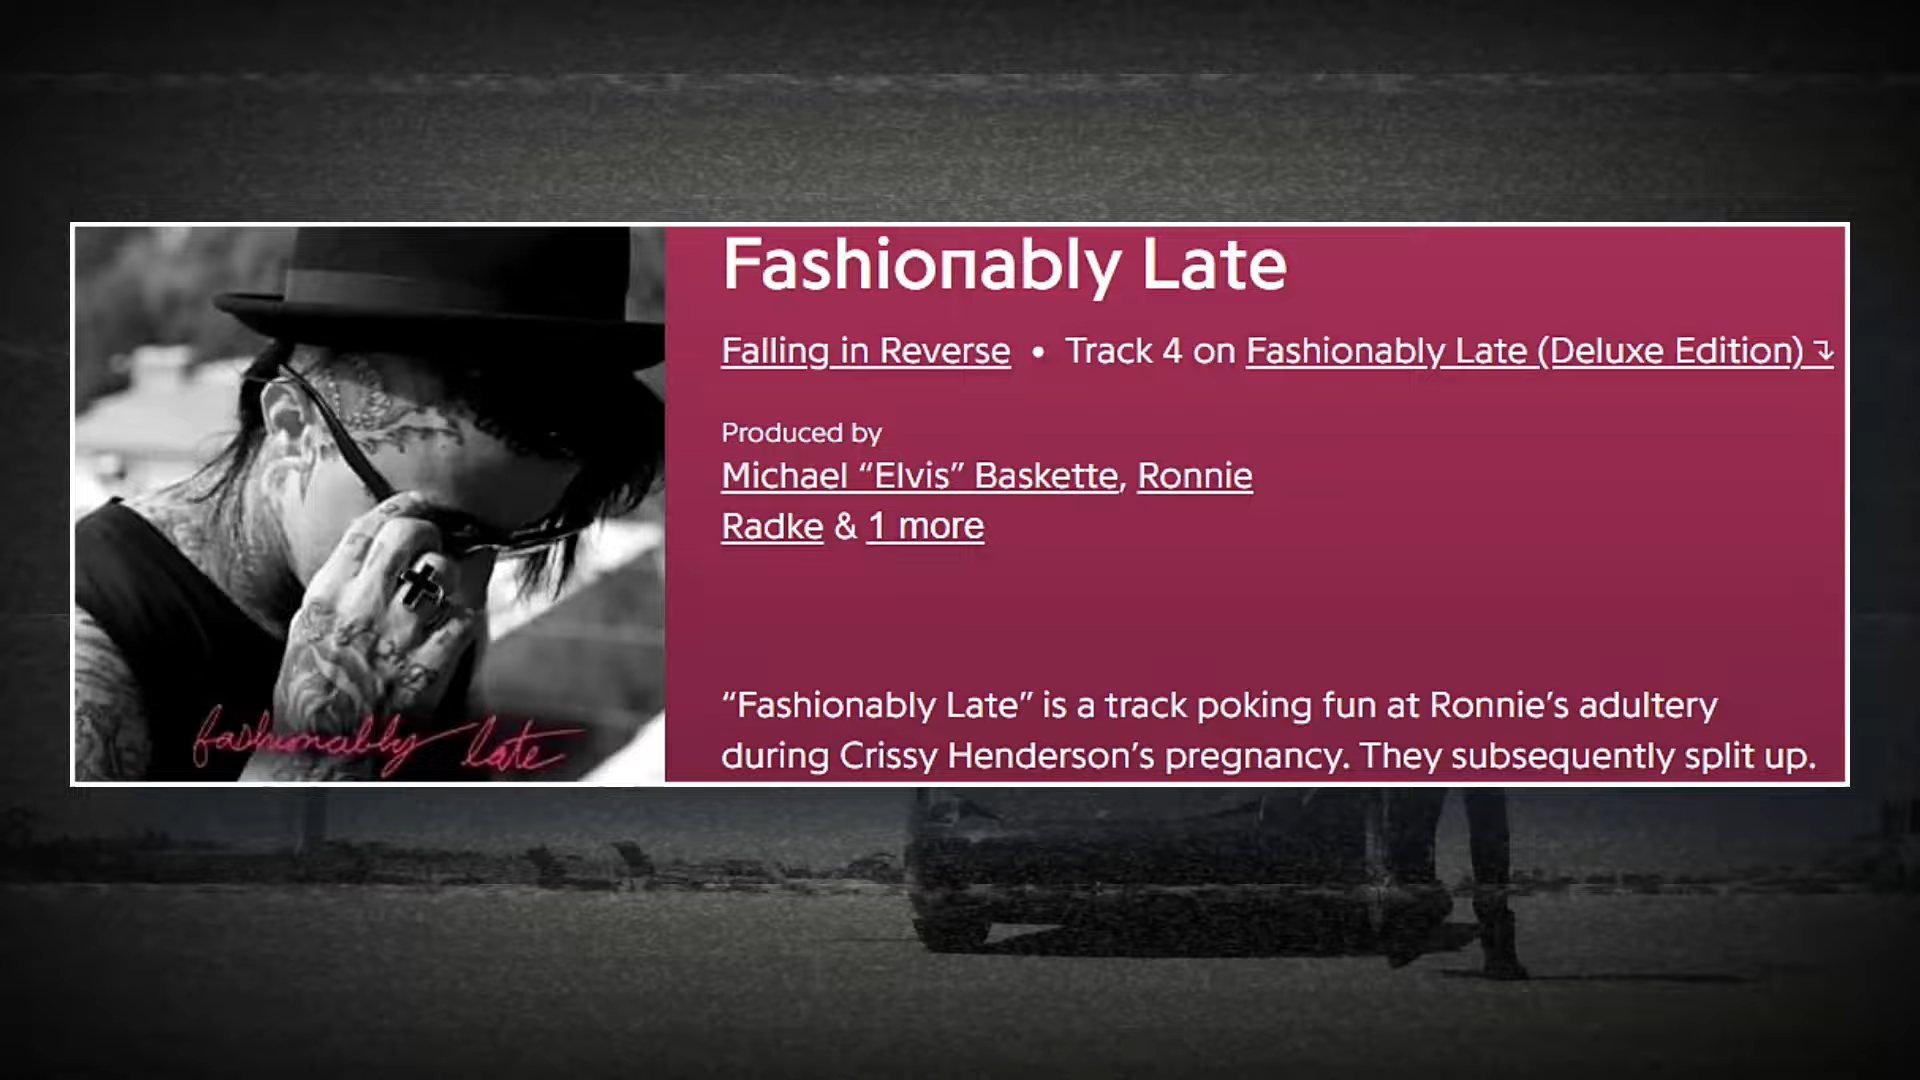 Fashionably Late
Falling in Reverse • Track 4 on Fashionably Late (Deluxe Edition) ↴
Produced by
Michael “Elvis” Baskette, Ronnie
Radke & 1 more
“Fashionably Late” is a track poking fun at Ronnie’s adultery
during Crissy Henderson’s pregnancy. They subsequently split up.
fashionably late